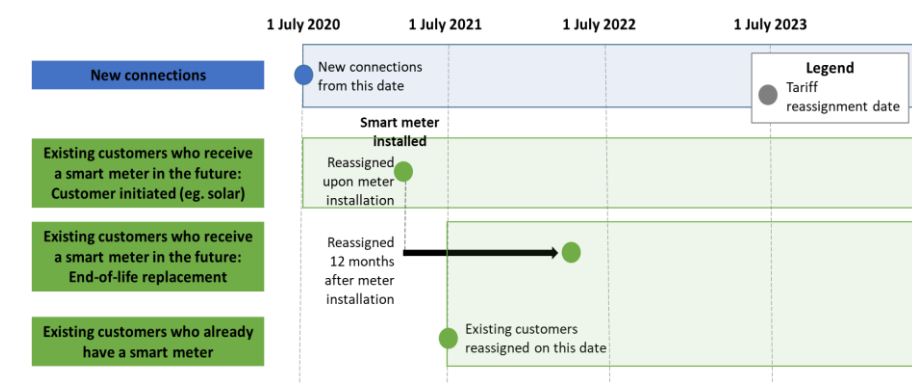 1 July 2020
1 July 2021
1 July 2022
1 July 2023
New connections
New connections
from this date
Legend
Tariff
reassignment date
Smart meter
installed
Existing customers who receive
a smart meter in the future:
Customer initiated (eg. solar)
Reassigned
upon meter
installation
Existing customers who receive
a smart meter in the future:
End-of-life replacement
Reassigned
12 months
after meter
installation
Existing customers who already
have a smart meter
Existing customers
reassigned on this date